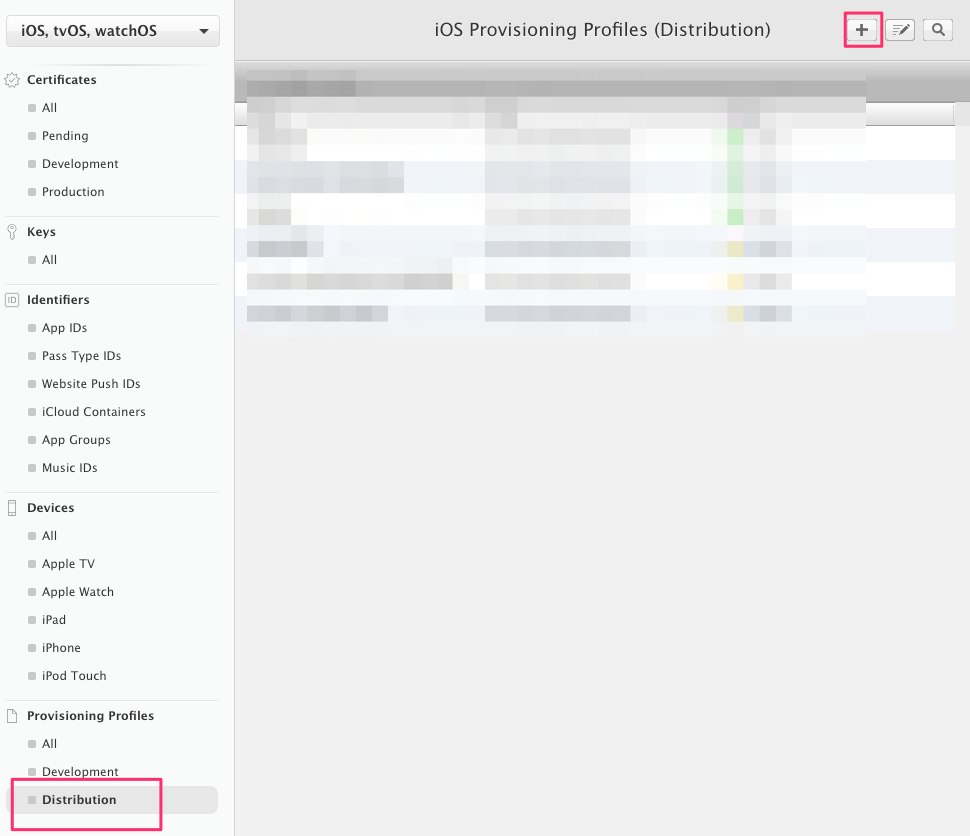 iOS, tvOS, watchOS
iOS Provisioning Profiles (Distribution)
Certificates
All
Pending
Development
Production
Keys
All
ID Identifiers
App IDs
Pass Type IDs
Website Push IDs
iCloud Containers
App Groups
Music IDs
Devices
All
Apple TV
Apple Watch
iPad
iPhone
iPod Touch
Provisioning Profiles
All
Development
Distribution